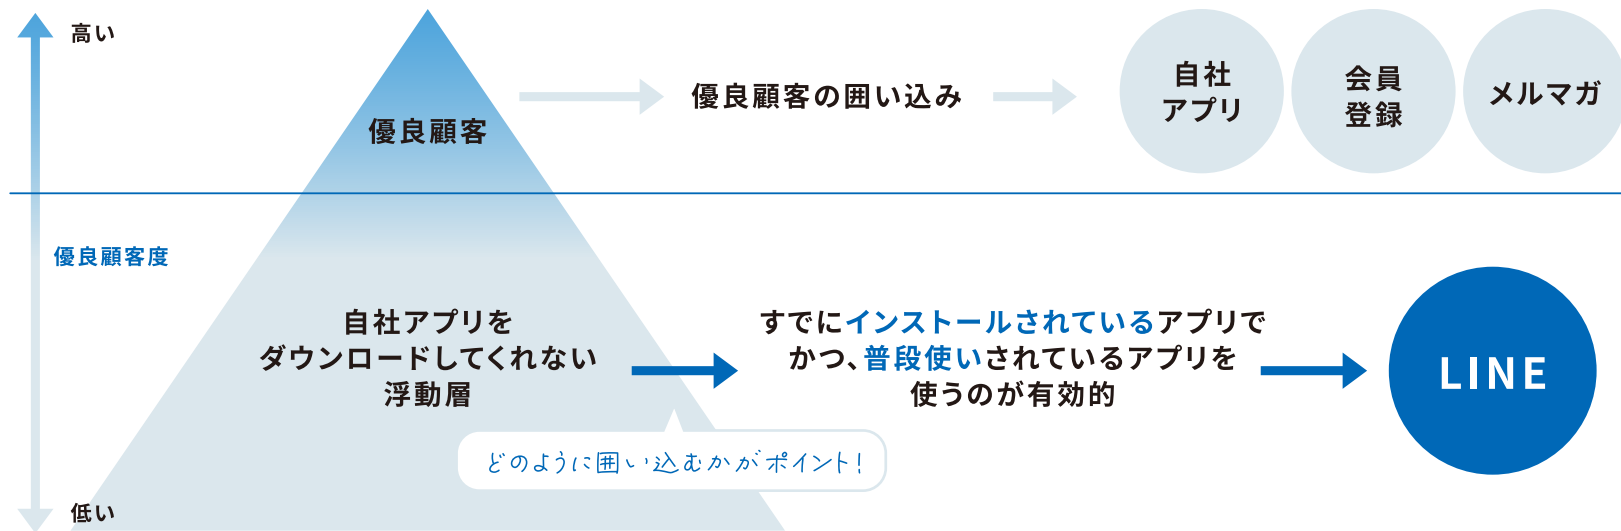 高い
優良顧客
優良顧客の囲い込み
自社
アプリ
会員
登録
メルマガ
優良顧客度
自社アプリを
ダウンロードしてくれない
浮動層
すでにインストールされているアプリで
かつ、普段使いされているアプリを
使うのが有効的
LINE
どのように囲い込むかがポイント!
低い